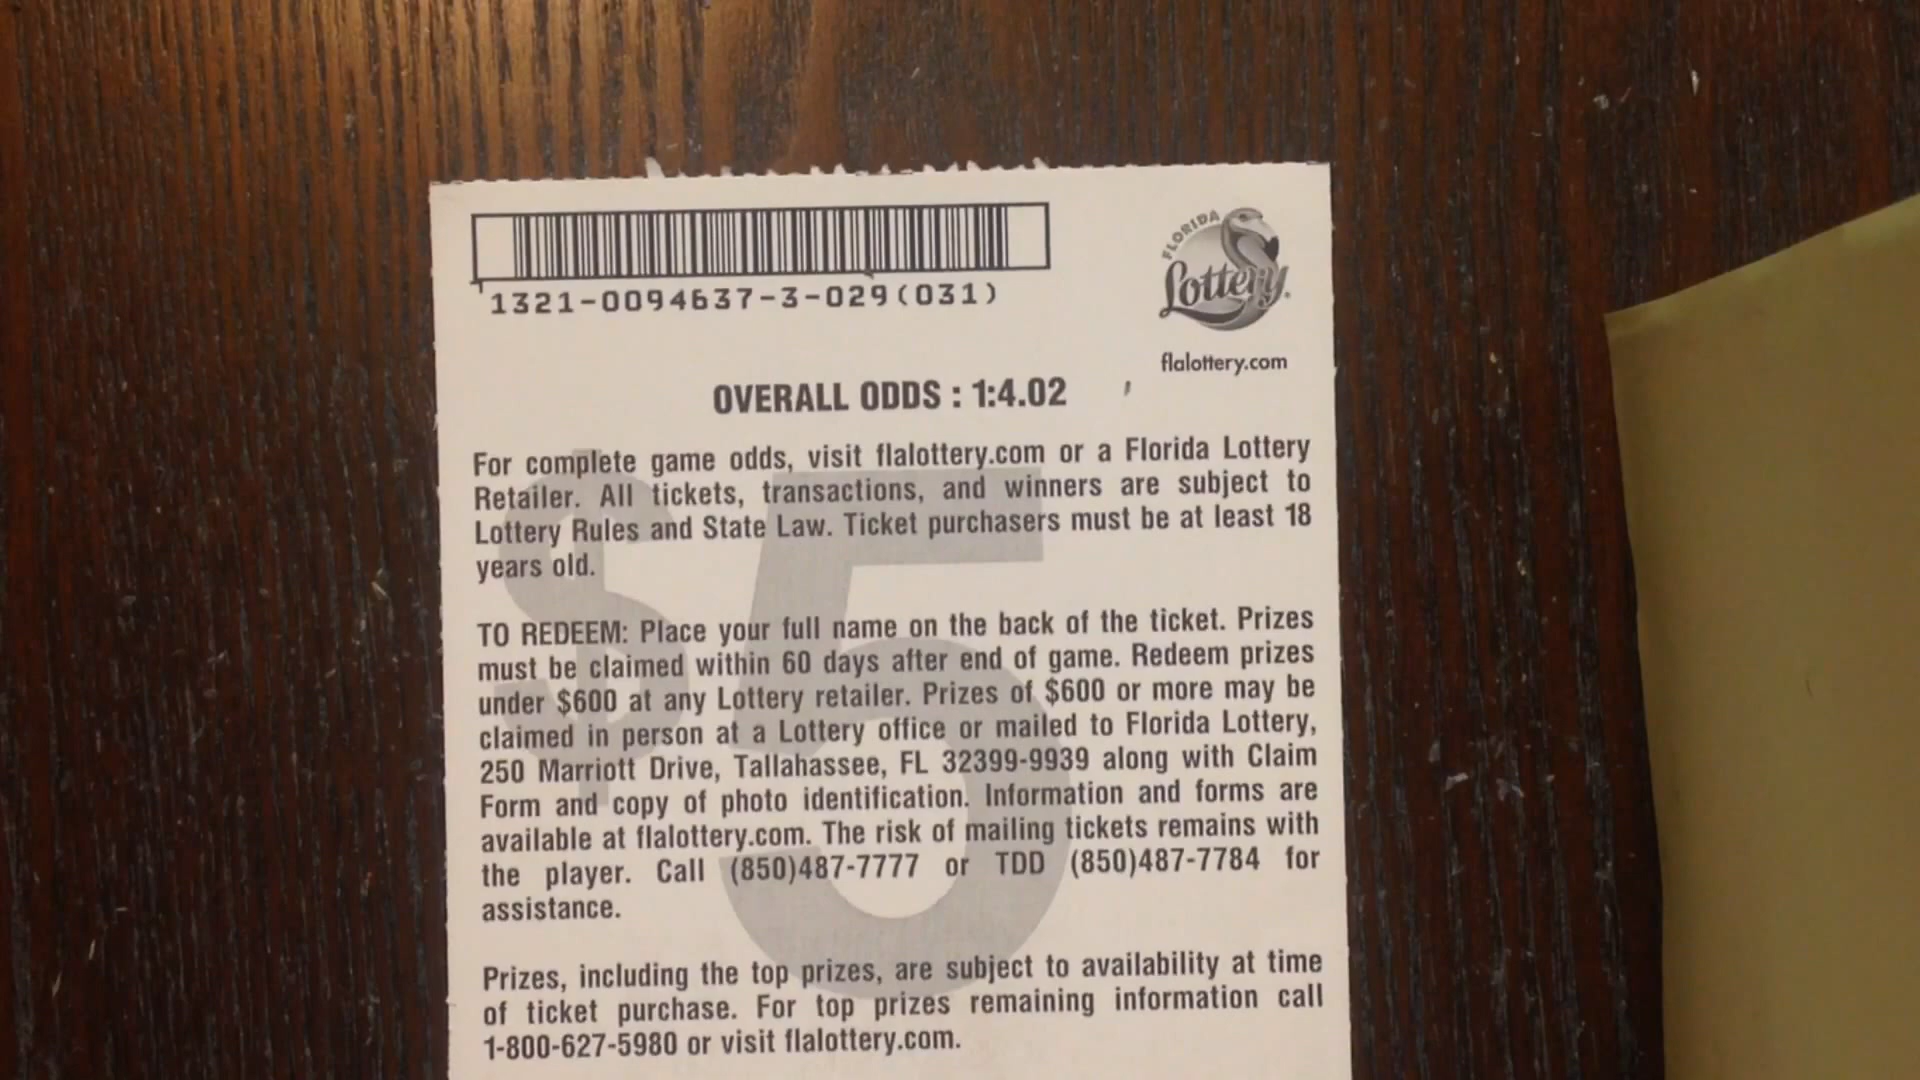 1321-0094637-3-029(031)
FLORIDA
Lottery
flalottery.com
OVERALL ODDS : 1:4.02
$5
For complete game odds, visit flalottery.com or a Florida Lottery
Retailer. All tickets, transactions, and winners are subject to
Lottery Rules and State Law. Ticket purchasers must be at least 18
years old.
TO REDEEM: Place your full name on the back of the ticket. Prizes
must be claimed within 60 days after end of game. Redeem prizes
under $600 at any Lottery retailer. Prizes of $600 or more may be
claimed in person at a Lottery office or mailed to Florida Lottery,
250 Marriott Drive, Tallahassee, FL 32399-9939 along with Claim
Form and copy of photo identification. Information and forms are
available at flalottery.com. The risk of mailing tickets remains with
the player. Call (850)487-7777 or TDD (850)487-7784 for
assistance.
Prizes, including the top prizes, are subject to availability at time
of ticket purchase. For top prizes remaining information call
1-800-627-5980 or visit flalottery.com.